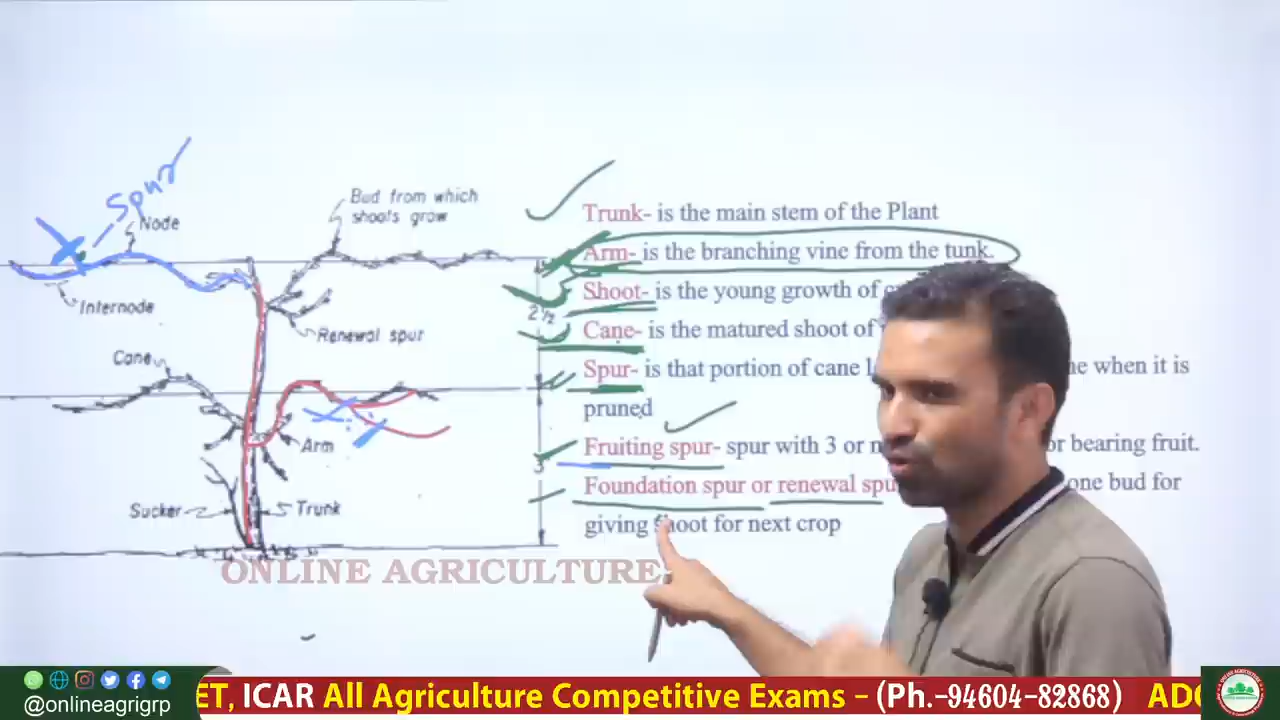 Spur
Node
Bud from which
shoots grow
Internode
Renewal spur
2½
Cane
Arm
3
Sucker
Trunk
Trunk- is the main stem of the Plant
Arm- is the branching vine from the tunk.
Shoot- is the young growth of
Cane- is the matured shoot of
Spur- is that portion of cane when it is
pruned
Fruiting spur- spur with 3 or bearing fruit.
Foundation spur or renewal one bud for
giving shoot for next crop
ONLINE AGRICULTURE
@onlineagrigrp
ICAR All Agriculture Competitive Exams – (Ph.-94604-82868)